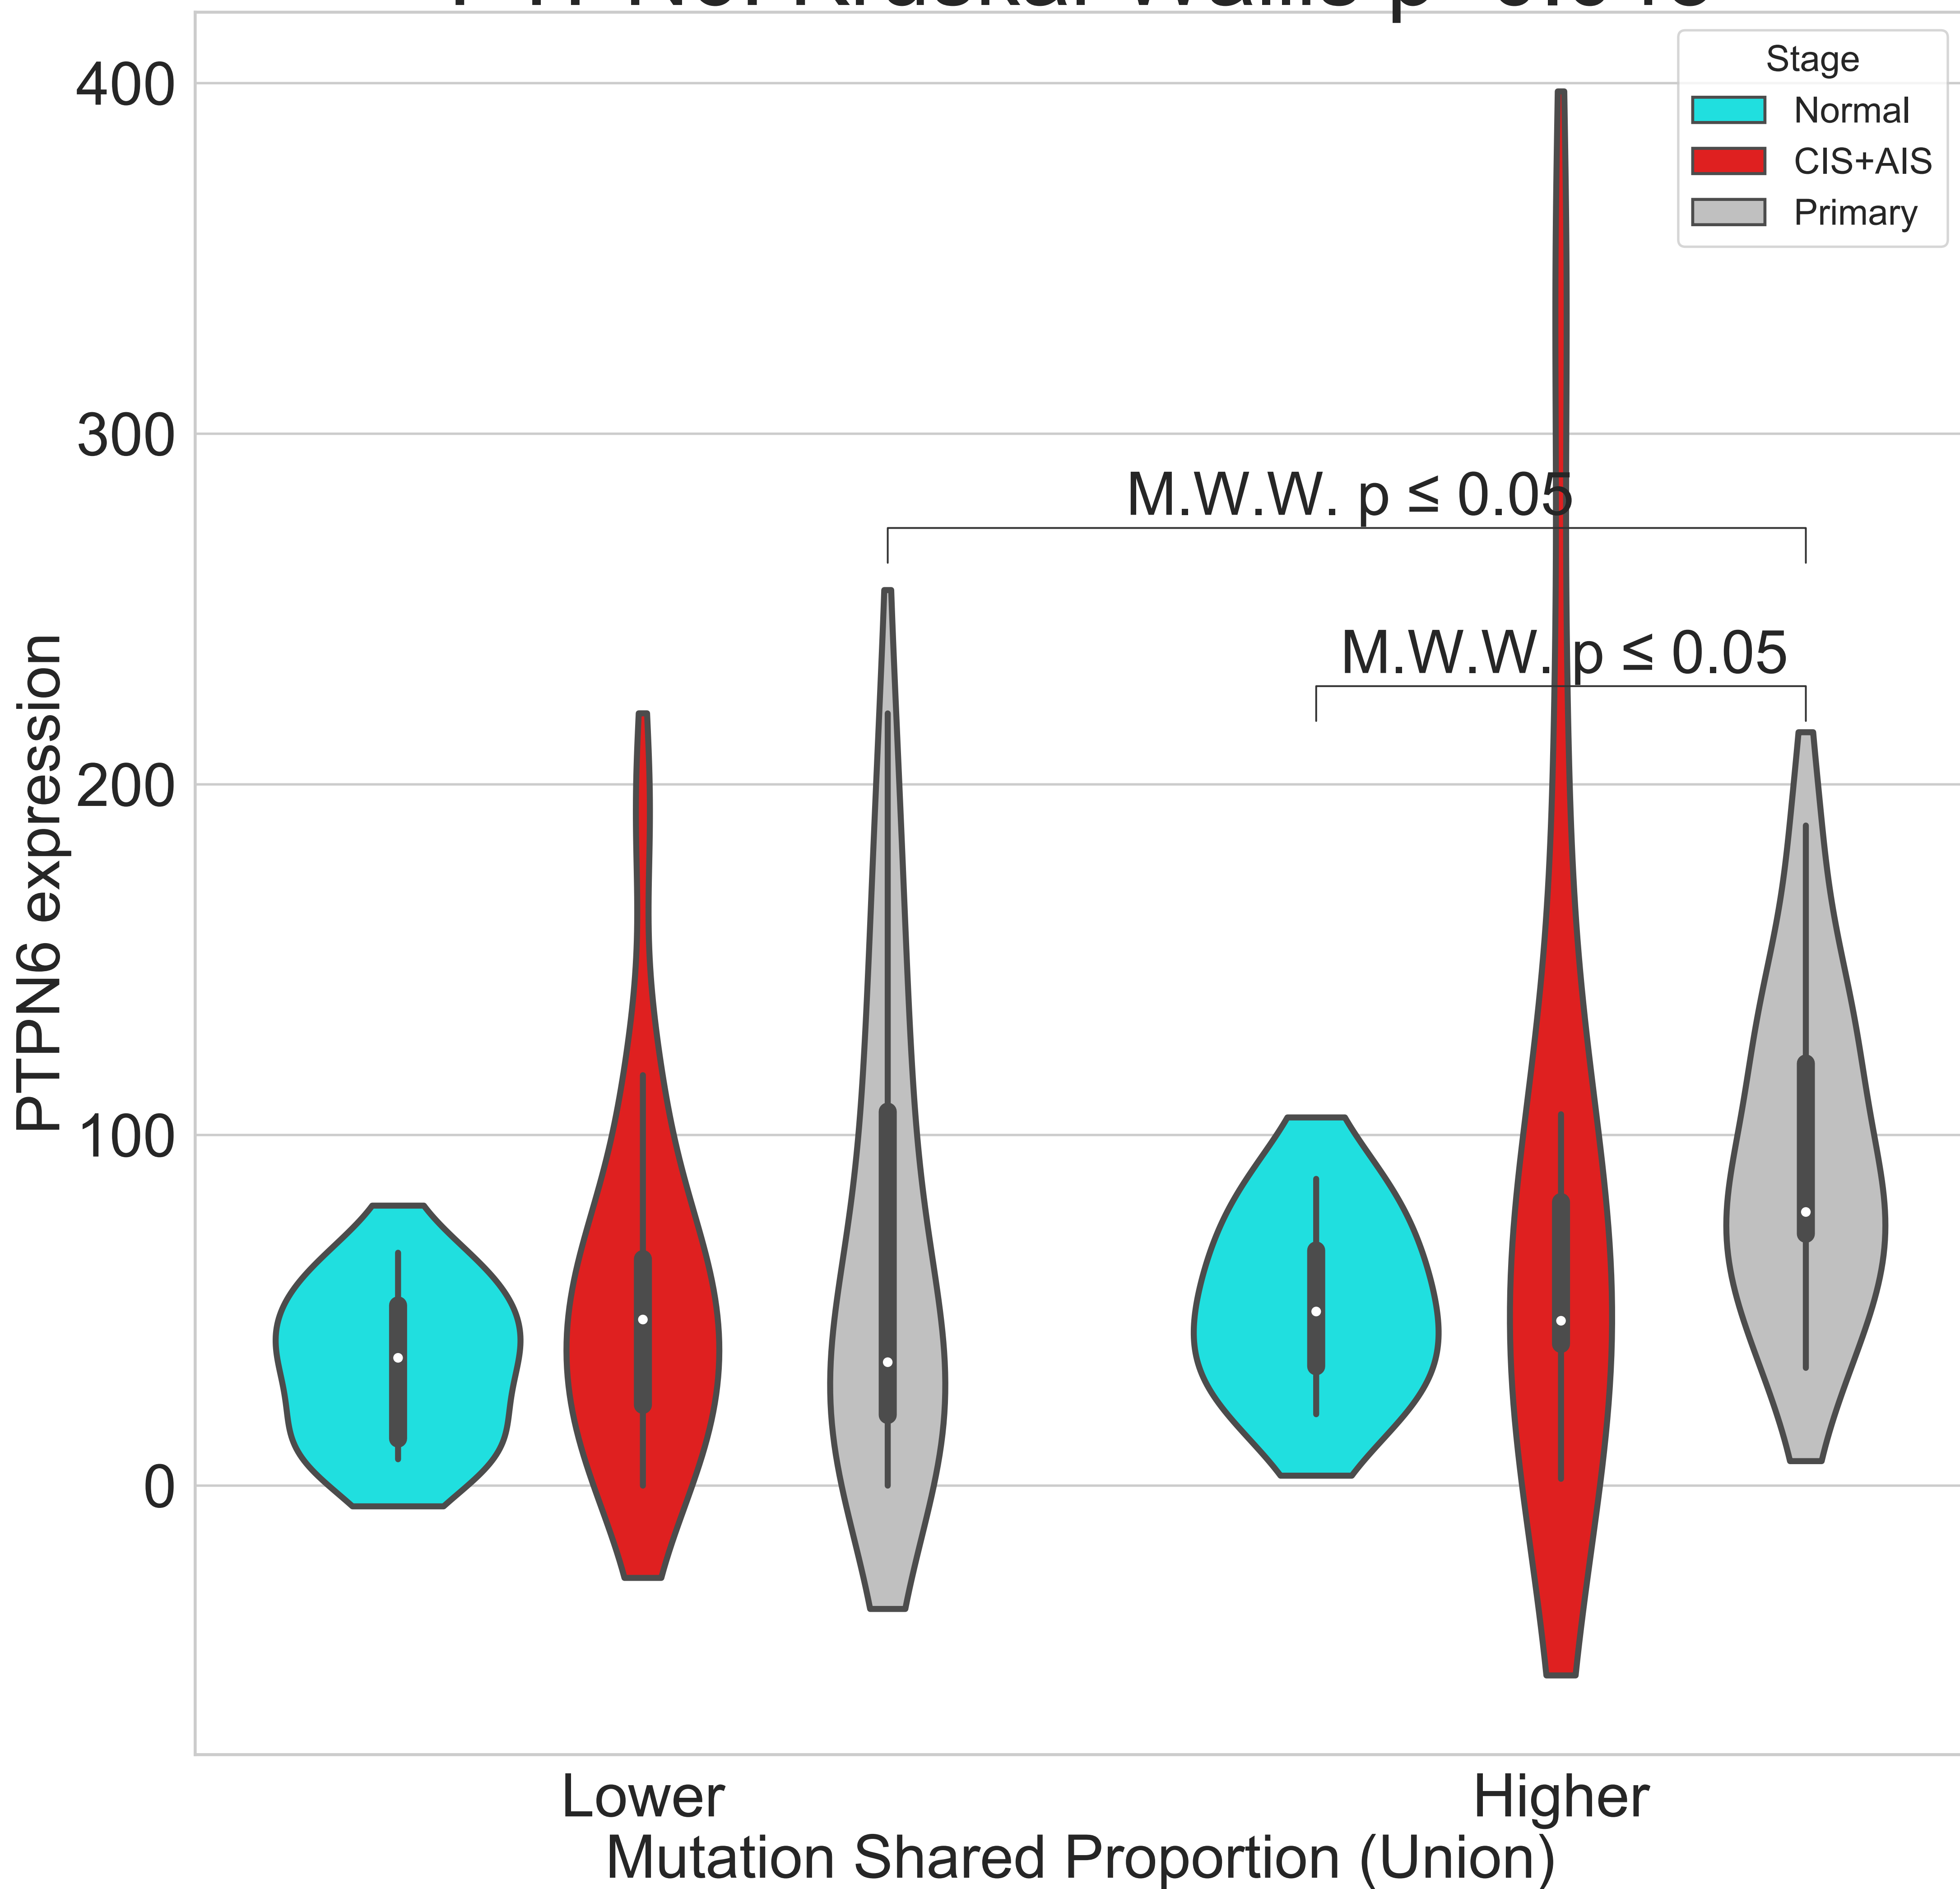 Stage
Normal
CIS+AIS
Primary
400
300
200
100
0
M.W.W. p ≤ 0.05
M.W.W. p ≤ 0.05
PTPN6 expression
Lower
Higher
Mutation Shared Proportion (Union)